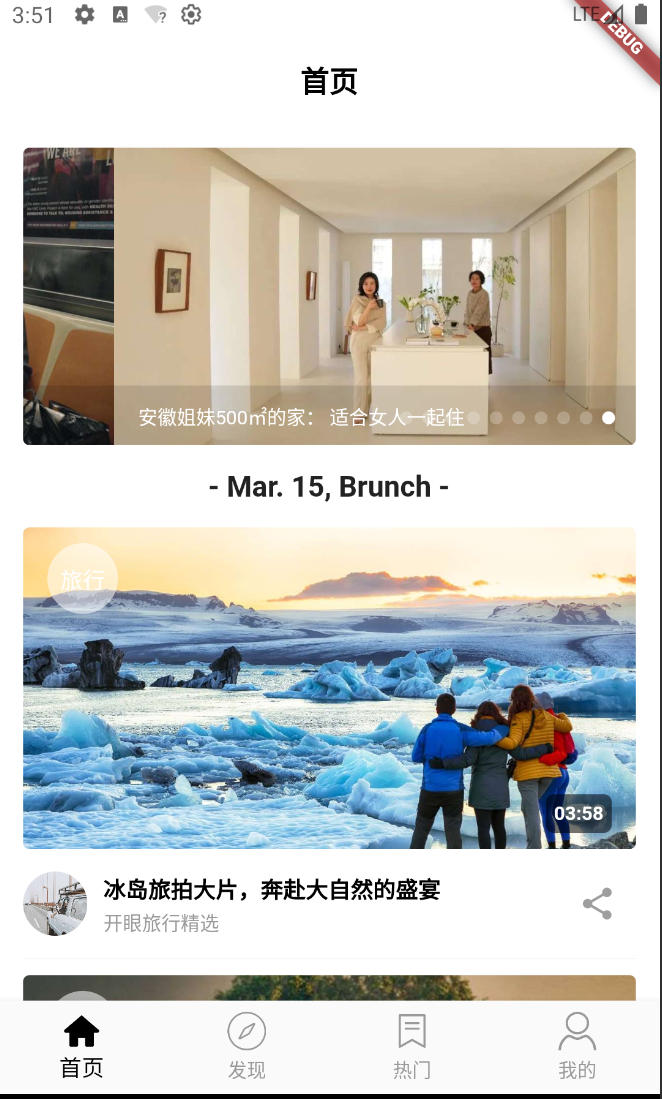 3:51
LTE
DEBUG
首页
WE ARE
安徽姐妹500㎡的家： 适合女人一起住
- Mar. 15, Brunch -
旅行
03:58
冰岛旅拍大片，奔赴大自然的盛宴
开眼旅行精选
首页
发现
热门
我的